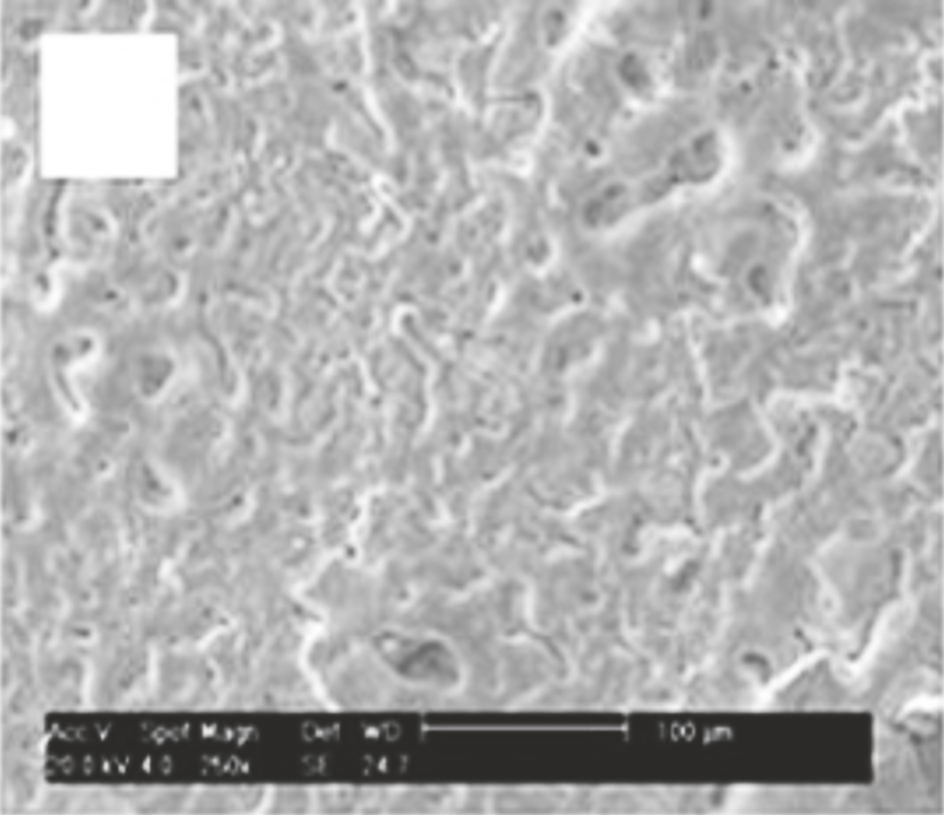 Acc.V Spot Magn Det WD 100 µm
20.0 kV 4.0 250x SE 24.7